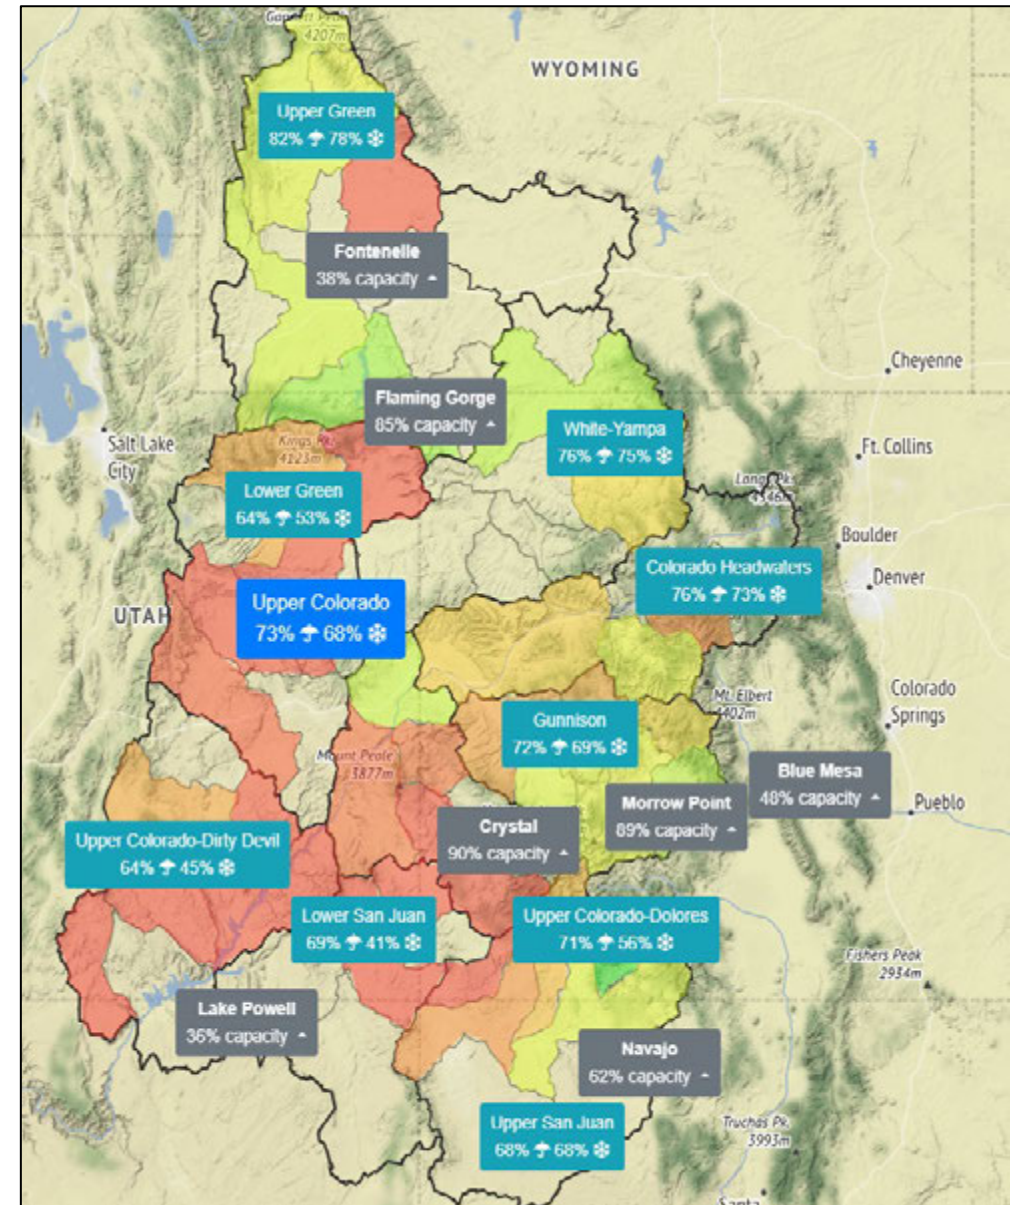 Gannett Peak
4207m
WYOMING
Upper Green
82% 78%
Fontenelle
38% capacity
Cheyenne
Flaming Gorge
85% capacity
Salt Lake
City
Kings Pk.
4123m
White-Yampa
76% 75%
Ft. Collins
Lower Green
64% 53%
Longs Pk.
4346m
Boulder
Colorado Headwaters
76% 73%
Denver
UTAH
Upper Colorado
73% 68%
Mt. Elbert
4402m
Colorado
Springs
Gunnison
72% 69%
Mount Peale
3877m
Blue Mesa
48% capacity
Morrow Point
89% capacity
Pueblo
Crystal
90% capacity
Upper Colorado-Dirty Devil
64% 45%
Lower San Juan
69% 41%
Upper Colorado-Dolores
71% 56%
Fishers Peak
2934m
Lake Powell
36% capacity
Navajo
62% capacity
Upper San Juan
68% 68%
Truchas Pk.
3993m
Santa